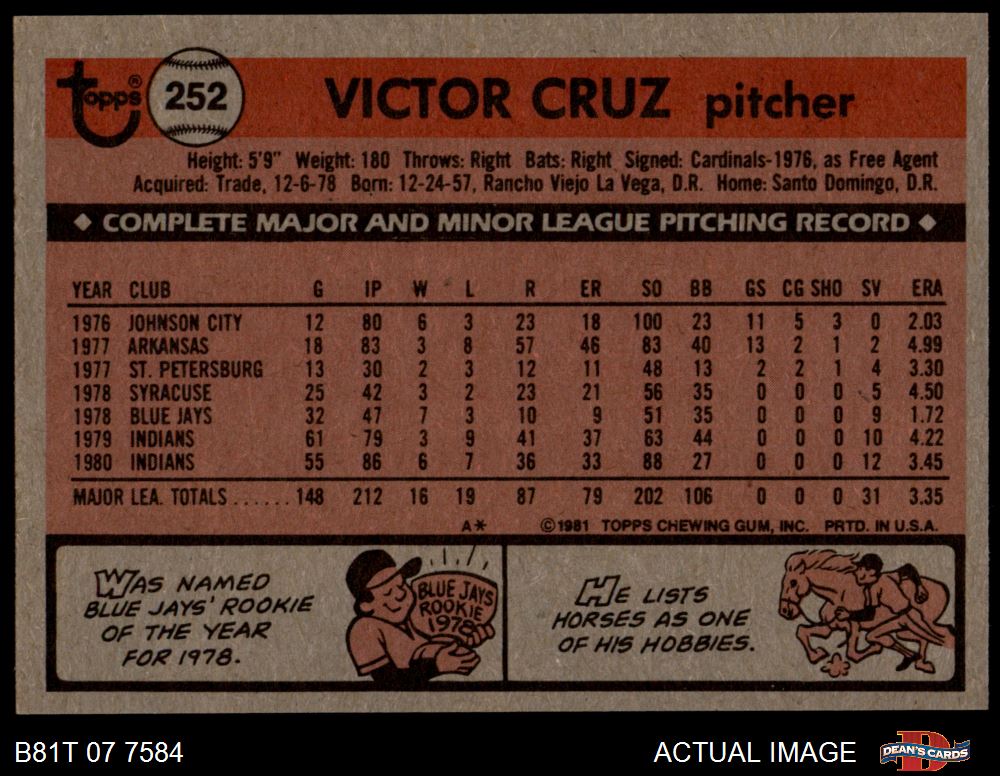 topps® 252 VICTOR CRUZ pitcher
Height: 5'9" Weight: 180 Throws: Right Bats: Right Signed: Cardinals-1976, as Free Agent
Acquired: Trade, 12-6-78 Born: 12-24-57, Rancho Viejo La Vega, D.R. Home: Santo Domingo, D.R.
◆ COMPLETE MAJOR AND MINOR LEAGUE PITCHING RECORD ◆
YEAR CLUB G IP W L R ER SO BB GS CG SHO SV ERA
1976 JOHNSON CITY 12 80 6 3 23 18 100 23 11 5 3 0 2.03
1977 ARKANSAS 18 83 3 8 57 46 83 40 13 2 1 2 4.99
1977 ST. PETERSBURG 13 30 2 3 12 11 48 13 2 2 1 4 3.30
1978 SYRACUSE 25 42 3 2 23 21 56 35 0 0 0 5 4.50
1978 BLUE JAYS 32 47 7 3 10 9 51 35 0 0 0 9 1.72
1979 INDIANS 61 79 3 9 41 37 63 44 0 0 0 10 4.22
1980 INDIANS 55 86 6 7 36 33 88 27 0 0 0 12 3.45
MAJOR LEA. TOTALS......148 212 16 19 87 79 202 106 0 0 0 31 3.35
A* ©1981 TOPPS CHEWING GUM, INC. PRTD. IN U.S.A.
WAS NAMED
BLUE JAYS' ROOKIE
OF THE YEAR
FOR 1978.
BLUE JAYS
ROOKIE
1978
HE LISTS
HORSES AS ONE
OF HIS HOBBIES.
B81T 07 7584 ACTUAL IMAGE DEAN'S CARDS